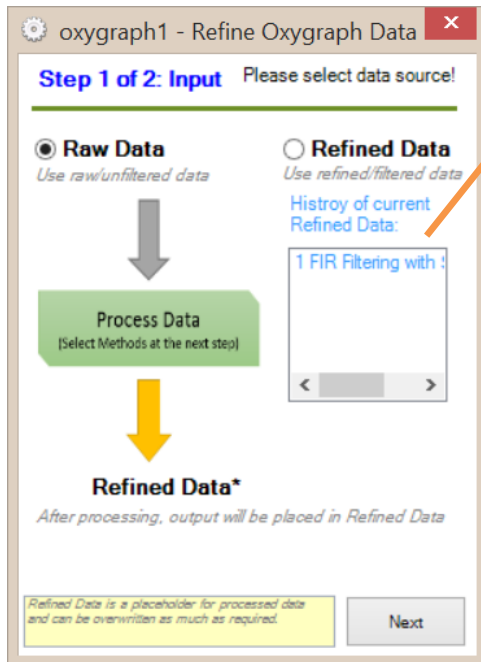 oxygraph1 - Refine Oxygraph Data
Step 1 of 2: Input Please select data source!
Raw Data
Use raw/unfiltered data
Refined Data
Use refined/filtered data
Histroy of current
Refined Data:
1 FIR Filtering with
Process Data
(Select Methods at the next step)
Refined Data*
After processing, output will be placed in Refined Data
Refined Data is a placeholder for processed data
and can be overwritten as much as required.
Next